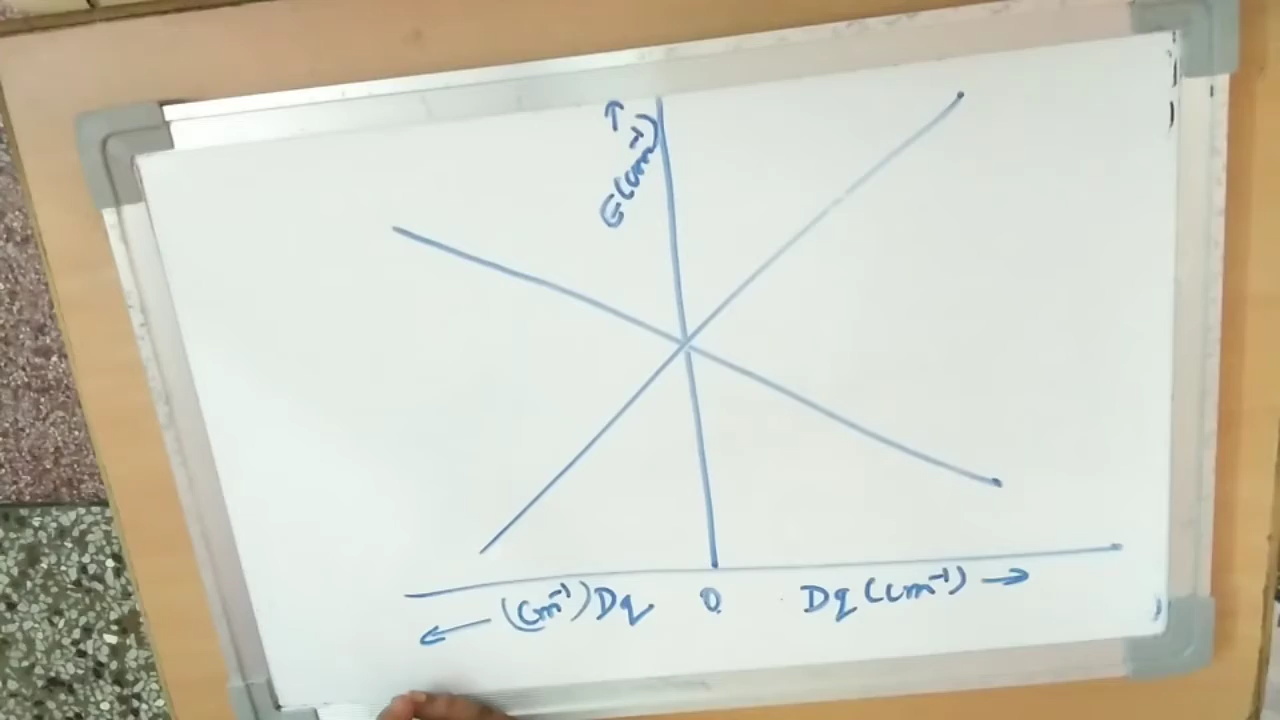 E(cm⁻¹) →
← (cm⁻¹) Dq 0 Dq (cm⁻¹) →